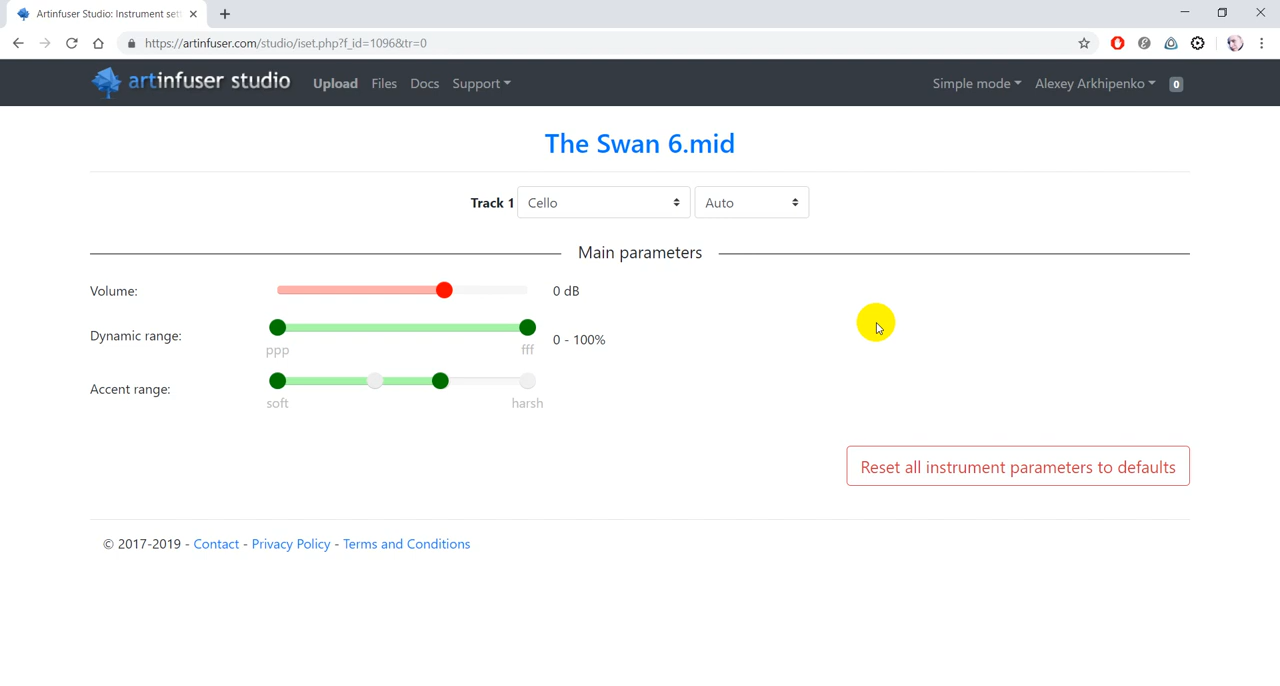 Artinfuser Studio: Instrument set
https://artinfuser.com/studio/iset.php?f_id=1096&tr=0
artinfuser studio Upload Files Docs Support Simple mode Alexey Arkhipenko 0
The Swan 6.mid
Track 1 Cello Auto
Main parameters
Volume: 0 dB
Dynamic range: 0 - 100%
ppp fff
Accent range:
soft harsh
Reset all instrument parameters to defaults
© 2017-2019 - Contact - Privacy Policy - Terms and Conditions